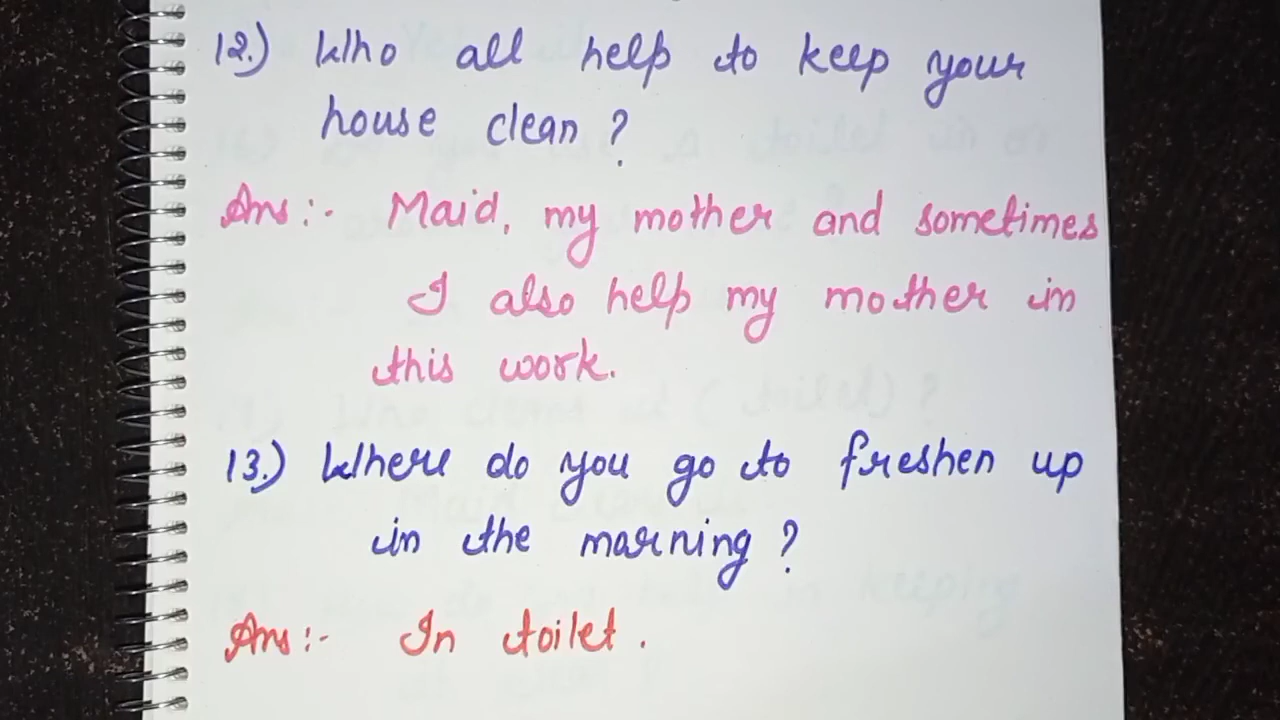 12.) Who all help to keep your
house clean ?
Ans :- Maid, my mother and sometimes
I also help my mother in
this work.
13.) Where do you go to freshen up
in the morning ?
Ans :- In toilet .